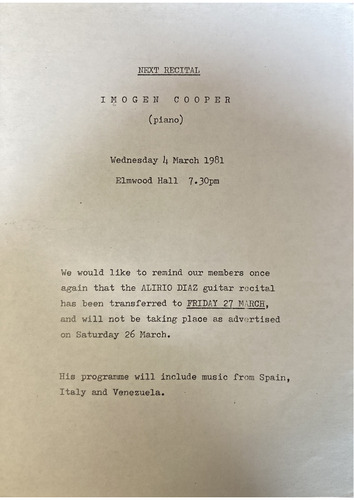 NEXT RECITAL
IMOGEN COOPER
(piano)
Wednesday 4 March 1981
Elmwood Hall 7.30pm
We would like to remind our members once
again that the ALIRIO DIAZ guitar recital
has been transferred to FRIDAY 27 MARCH,
and will not be taking place as advertised
on Saturday 26 March.
His programme will include music from Spain,
Italy and Venezuela.